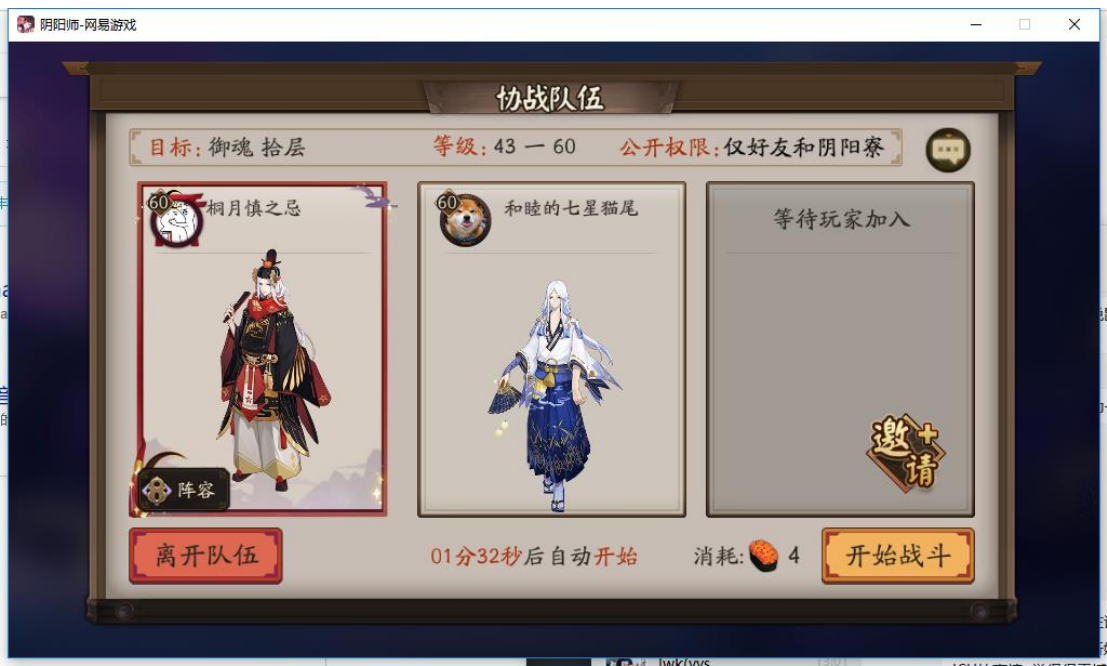 阴阳师-网易游戏
协战队伍
目标: 御魂 拾层
等级: 43 一 60
公开权限: 仅好友和阴阳寮
60
桐月慎之忌
60
和睦的七星猫尾
等待玩家加入
邀请
阵容
离开队伍
01分32秒后自动开始
消耗: 4
开始战斗